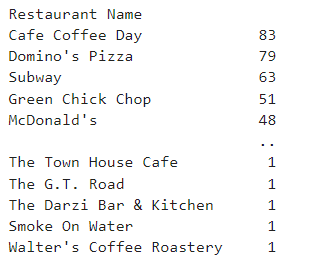 Restaurant Name
Cafe Coffee Day 83
Domino's Pizza 79
Subway 63
Green Chick Chop 51
McDonald's 48
..
The Town House Cafe 1
The G.T. Road 1
The Darzi Bar & Kitchen 1
Smoke On Water 1
Walter's Coffee Roastery 1